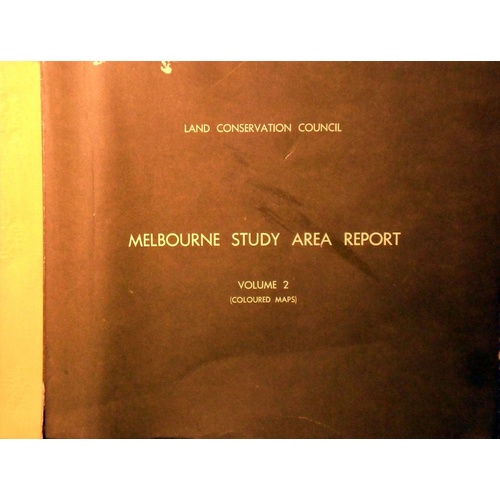 LAND CONSERVATION COUNCIL
MELBOURNE STUDY AREA REPORT
VOLUME 2
(COLOURED MAPS)